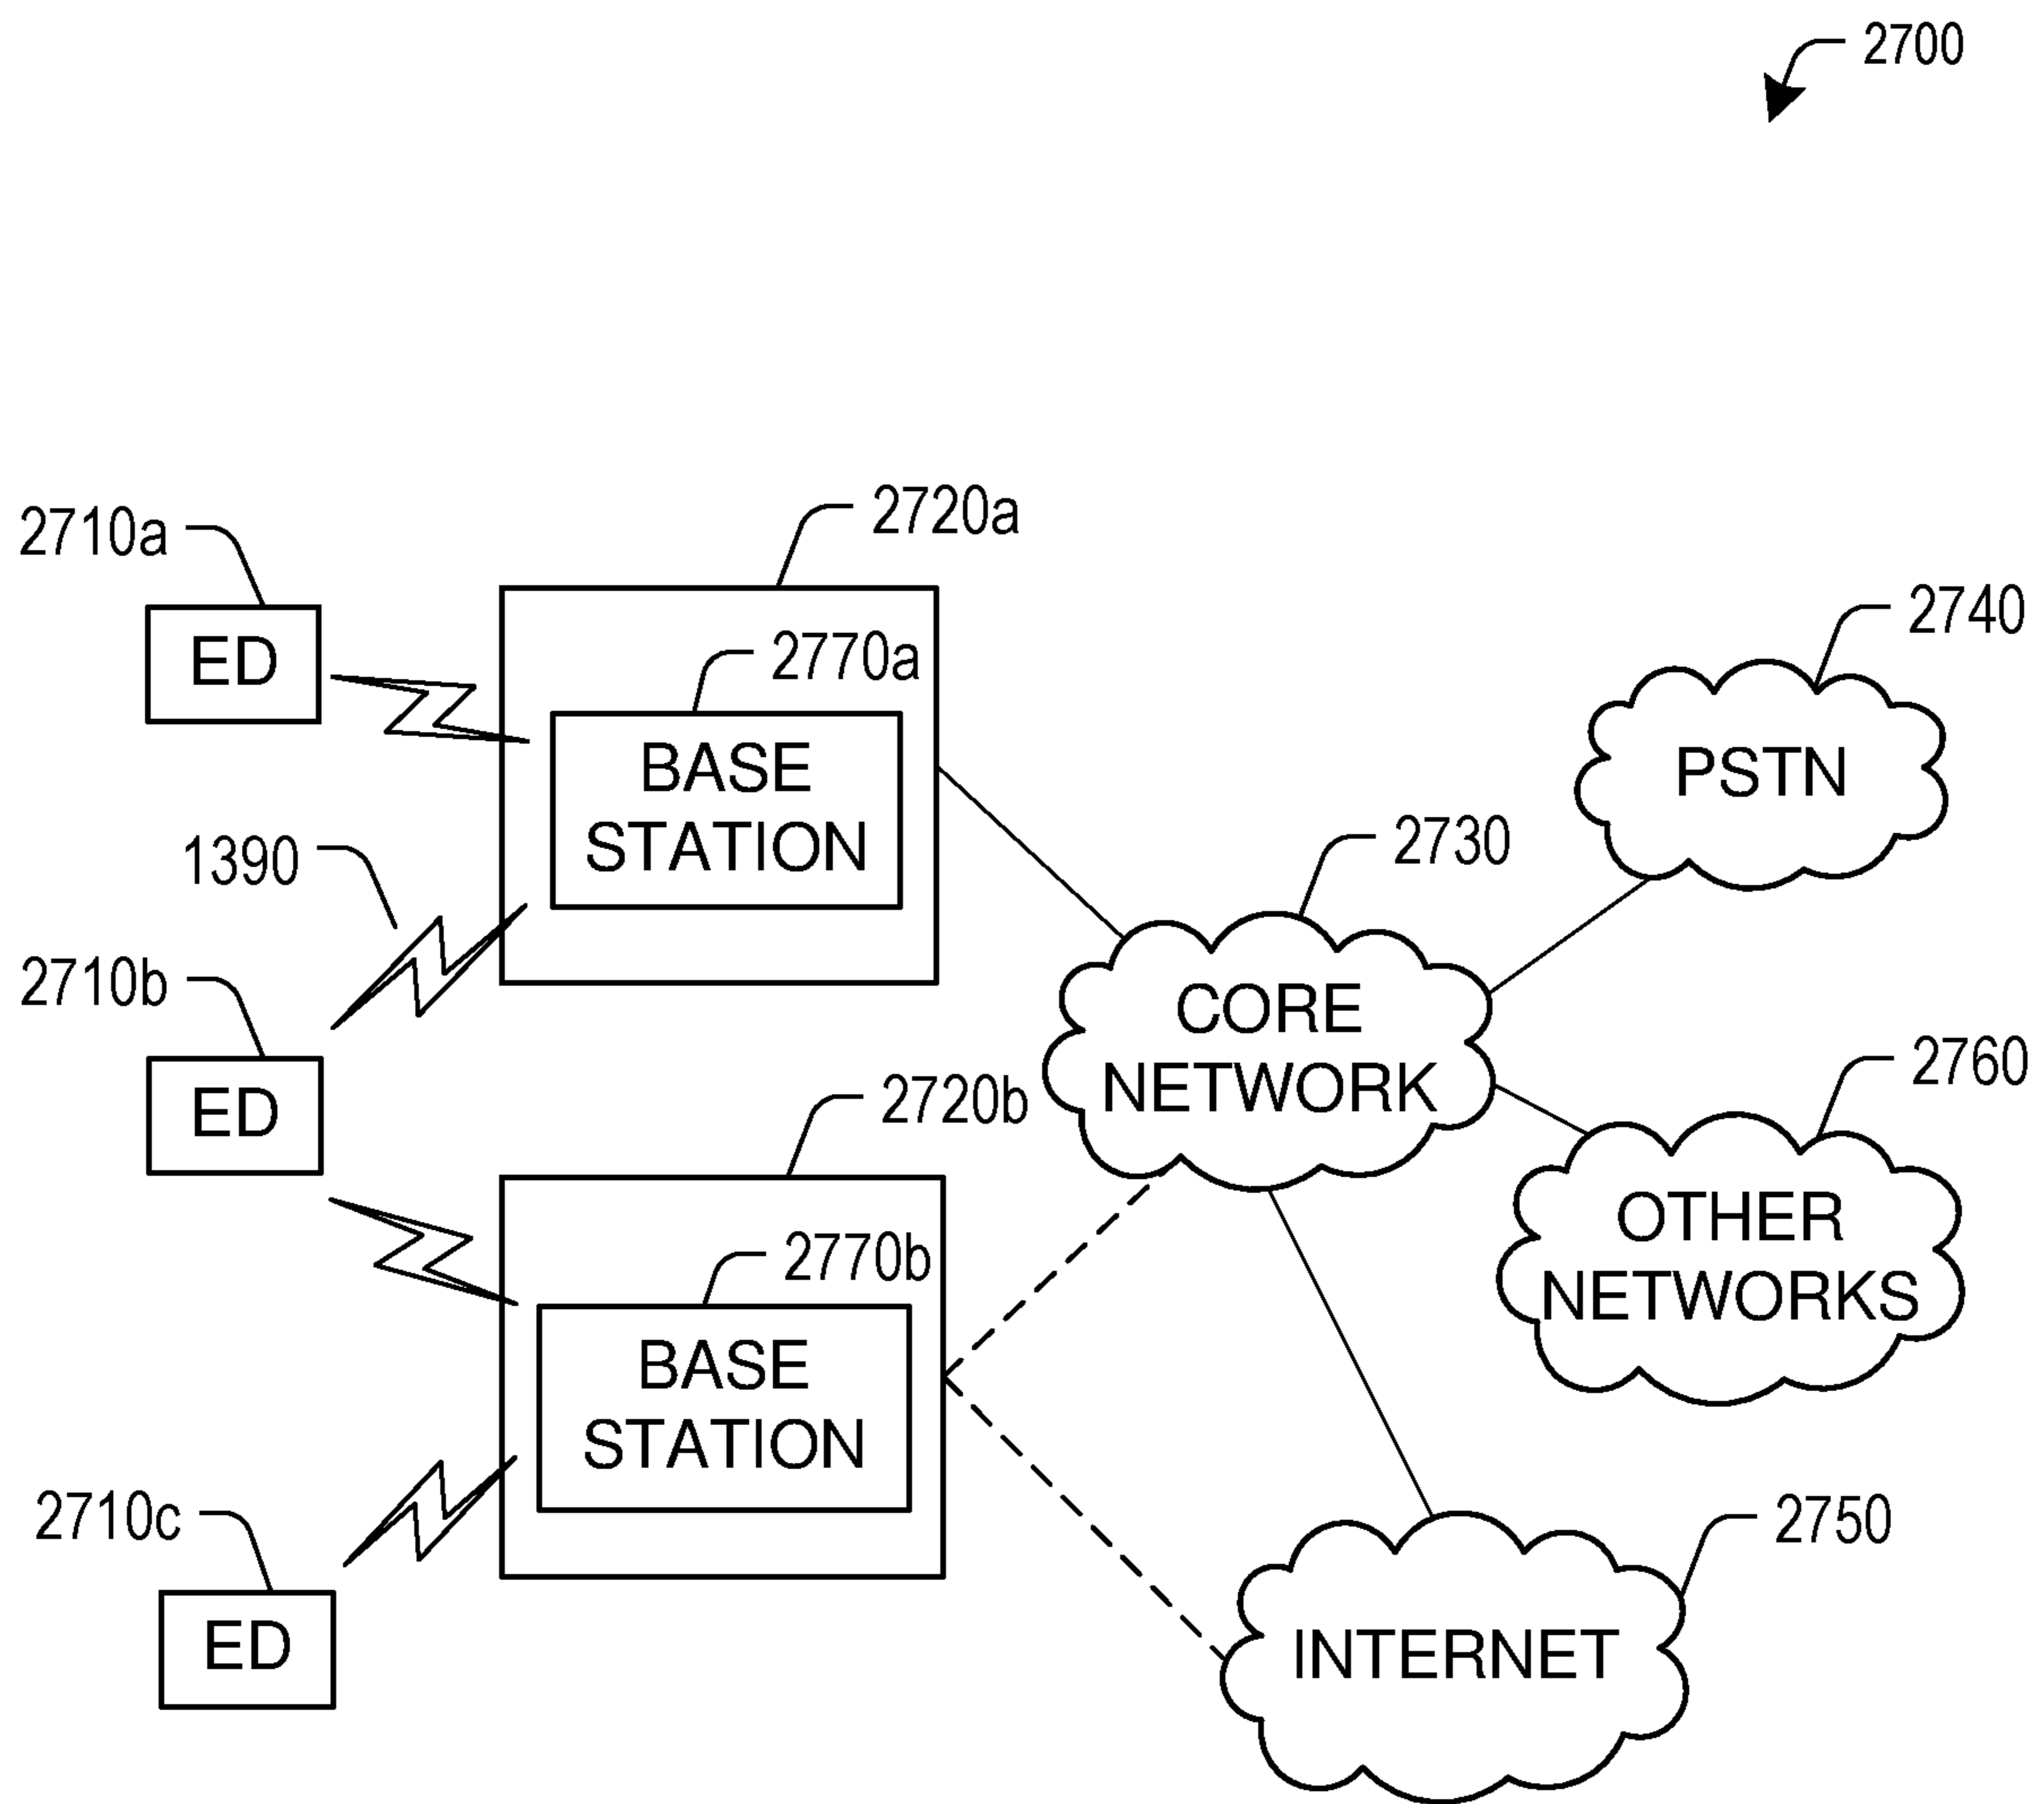 2700
2720a
2710a
ED
2770a
BASE
STATION
2740
PSTN
1390
2730
2710b
ED
CORE
NETWORK
2720b
2760
OTHER
NETWORKS
2770b
BASE
STATION
2710c
ED
2750
INTERNET